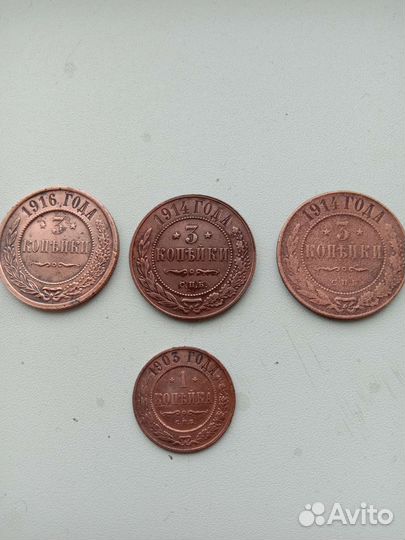 1916 ГОДА
3
КОПѢЙКИ
1914 ГОДА
3
КОПѢЙКИ
С.П.Б.
1914 ГОДА
3
КОПѢЙКИ
1903 ГОДА
1
КОПѢЙКА
С.П.Б.
Avito